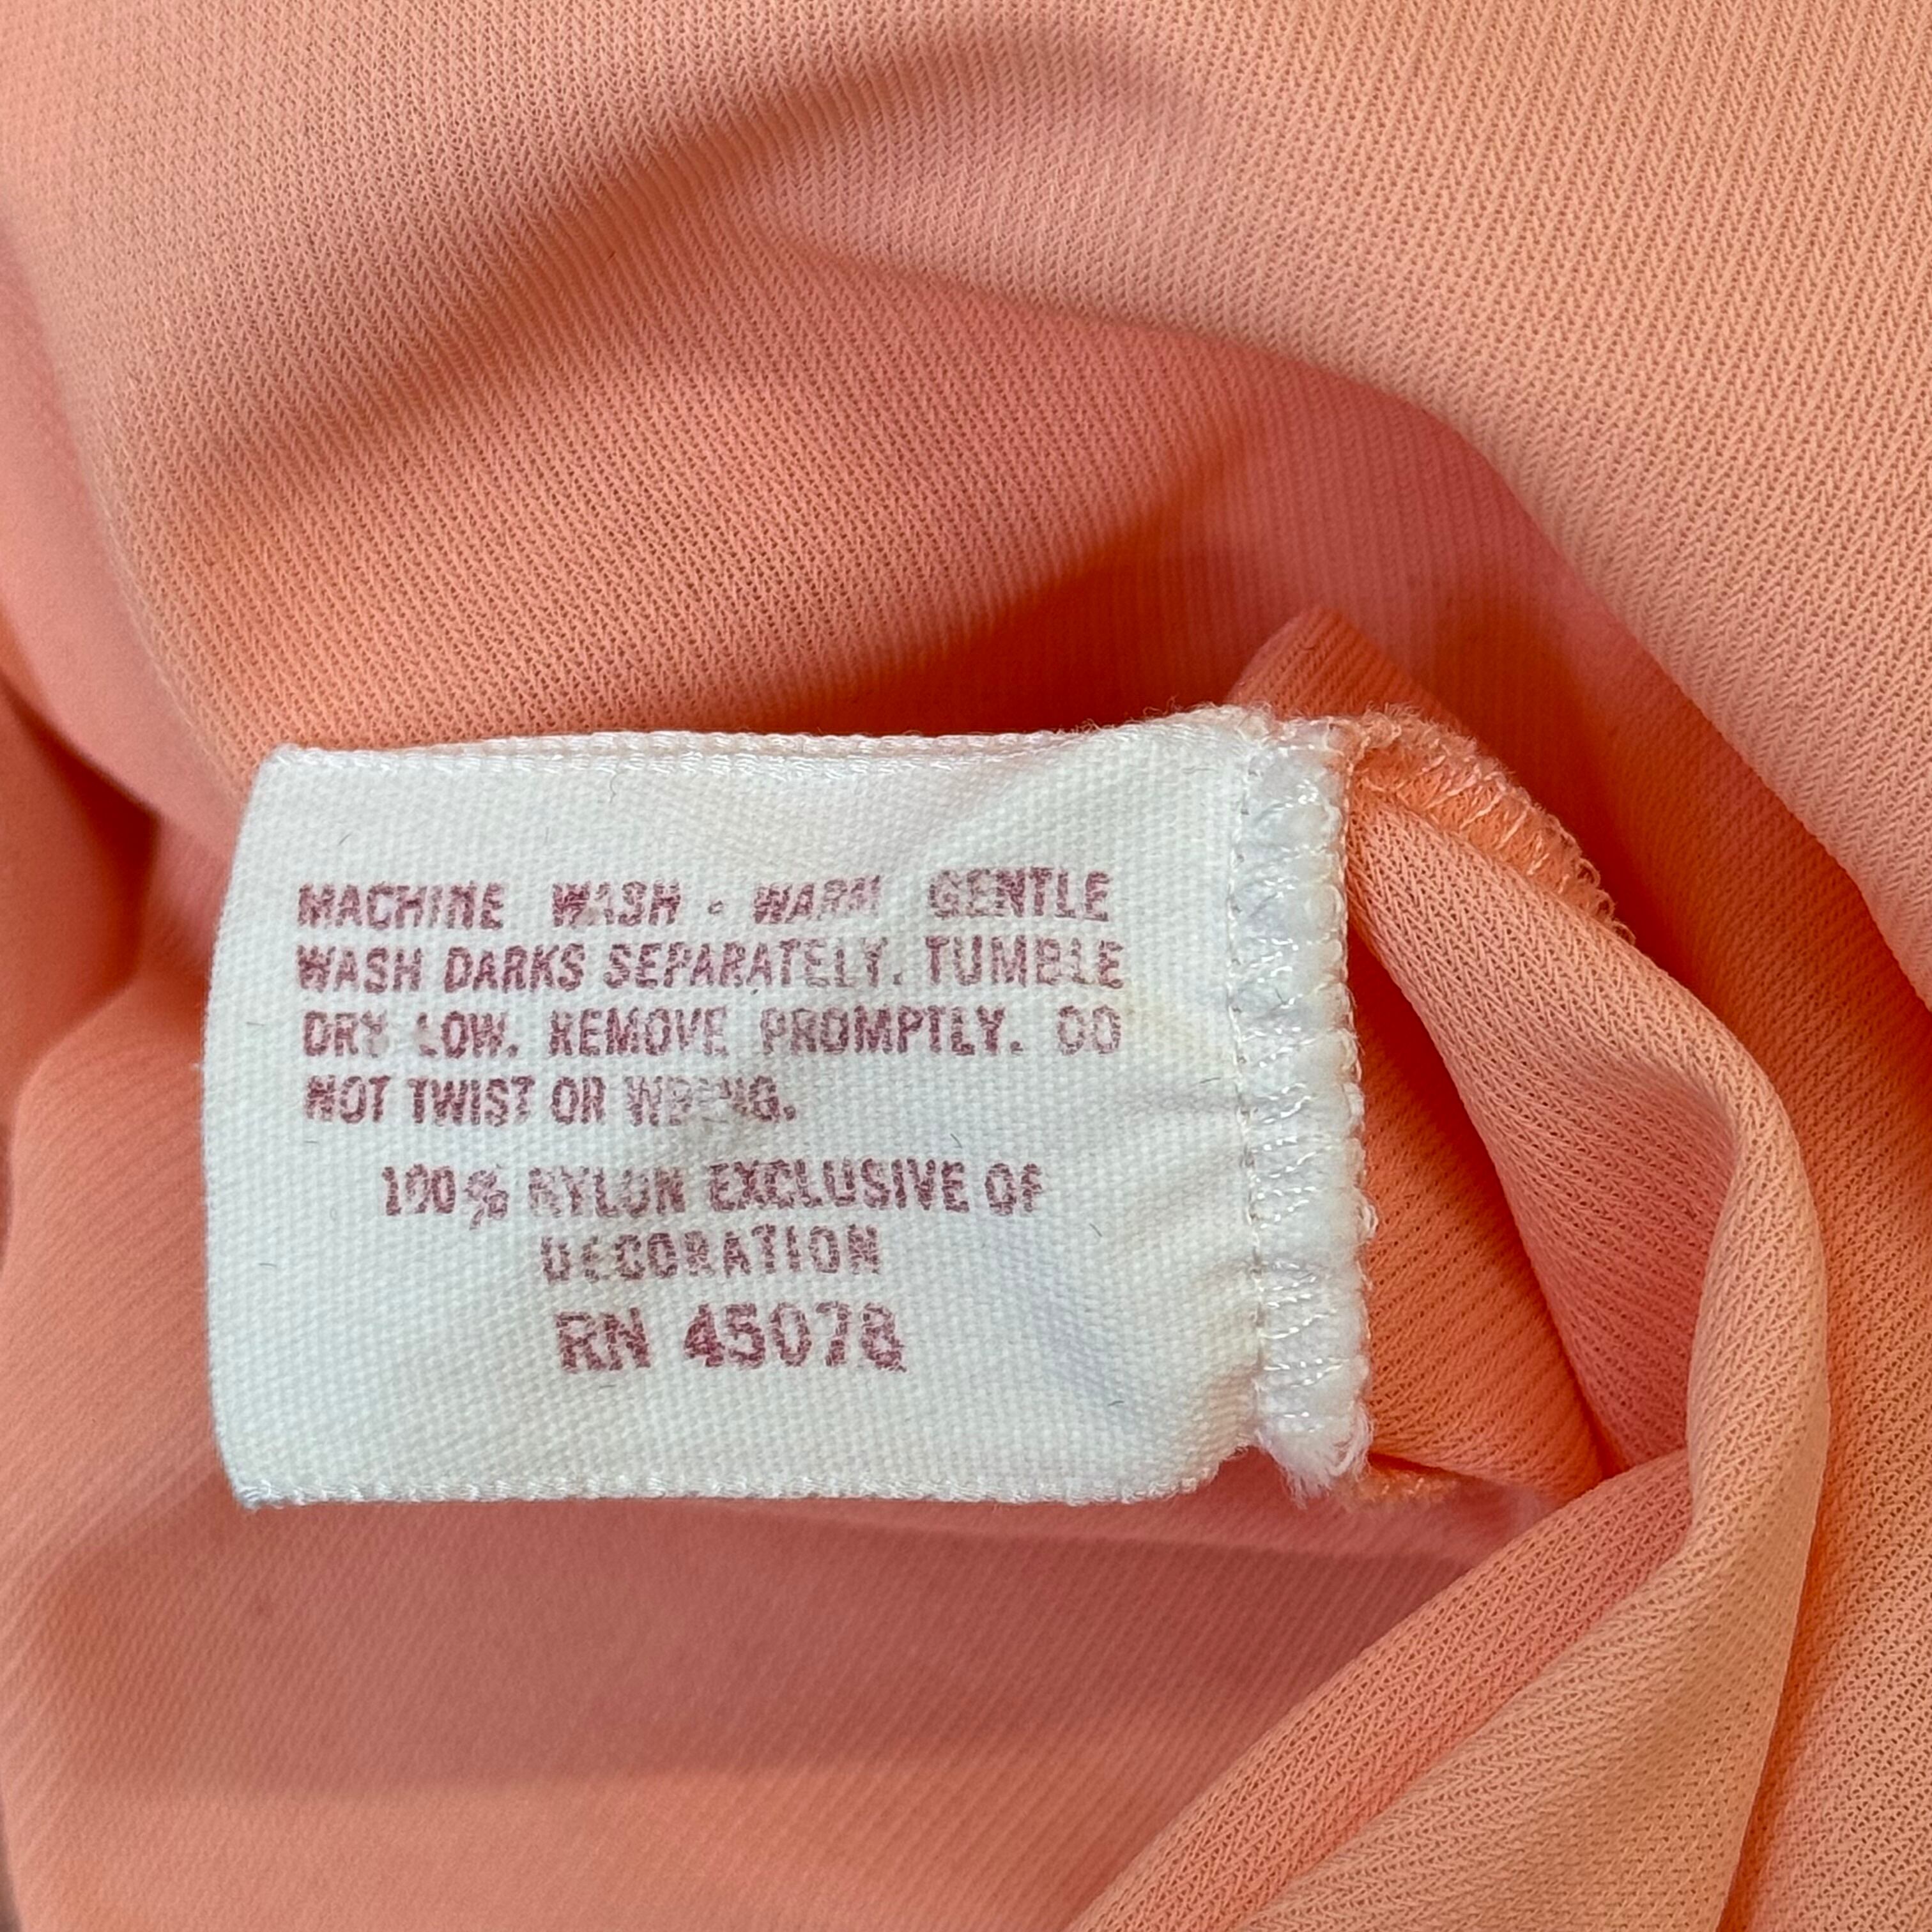 MACHINE WASH - WARM GENTLE
WASH DARKS SEPARATELY. TUMBLE
DRY LOW. REMOVE PROMPTLY. DO
NOT TWIST OR WRING.
100% NYLON EXCLUSIVE OF
DECORATION
RN 45078